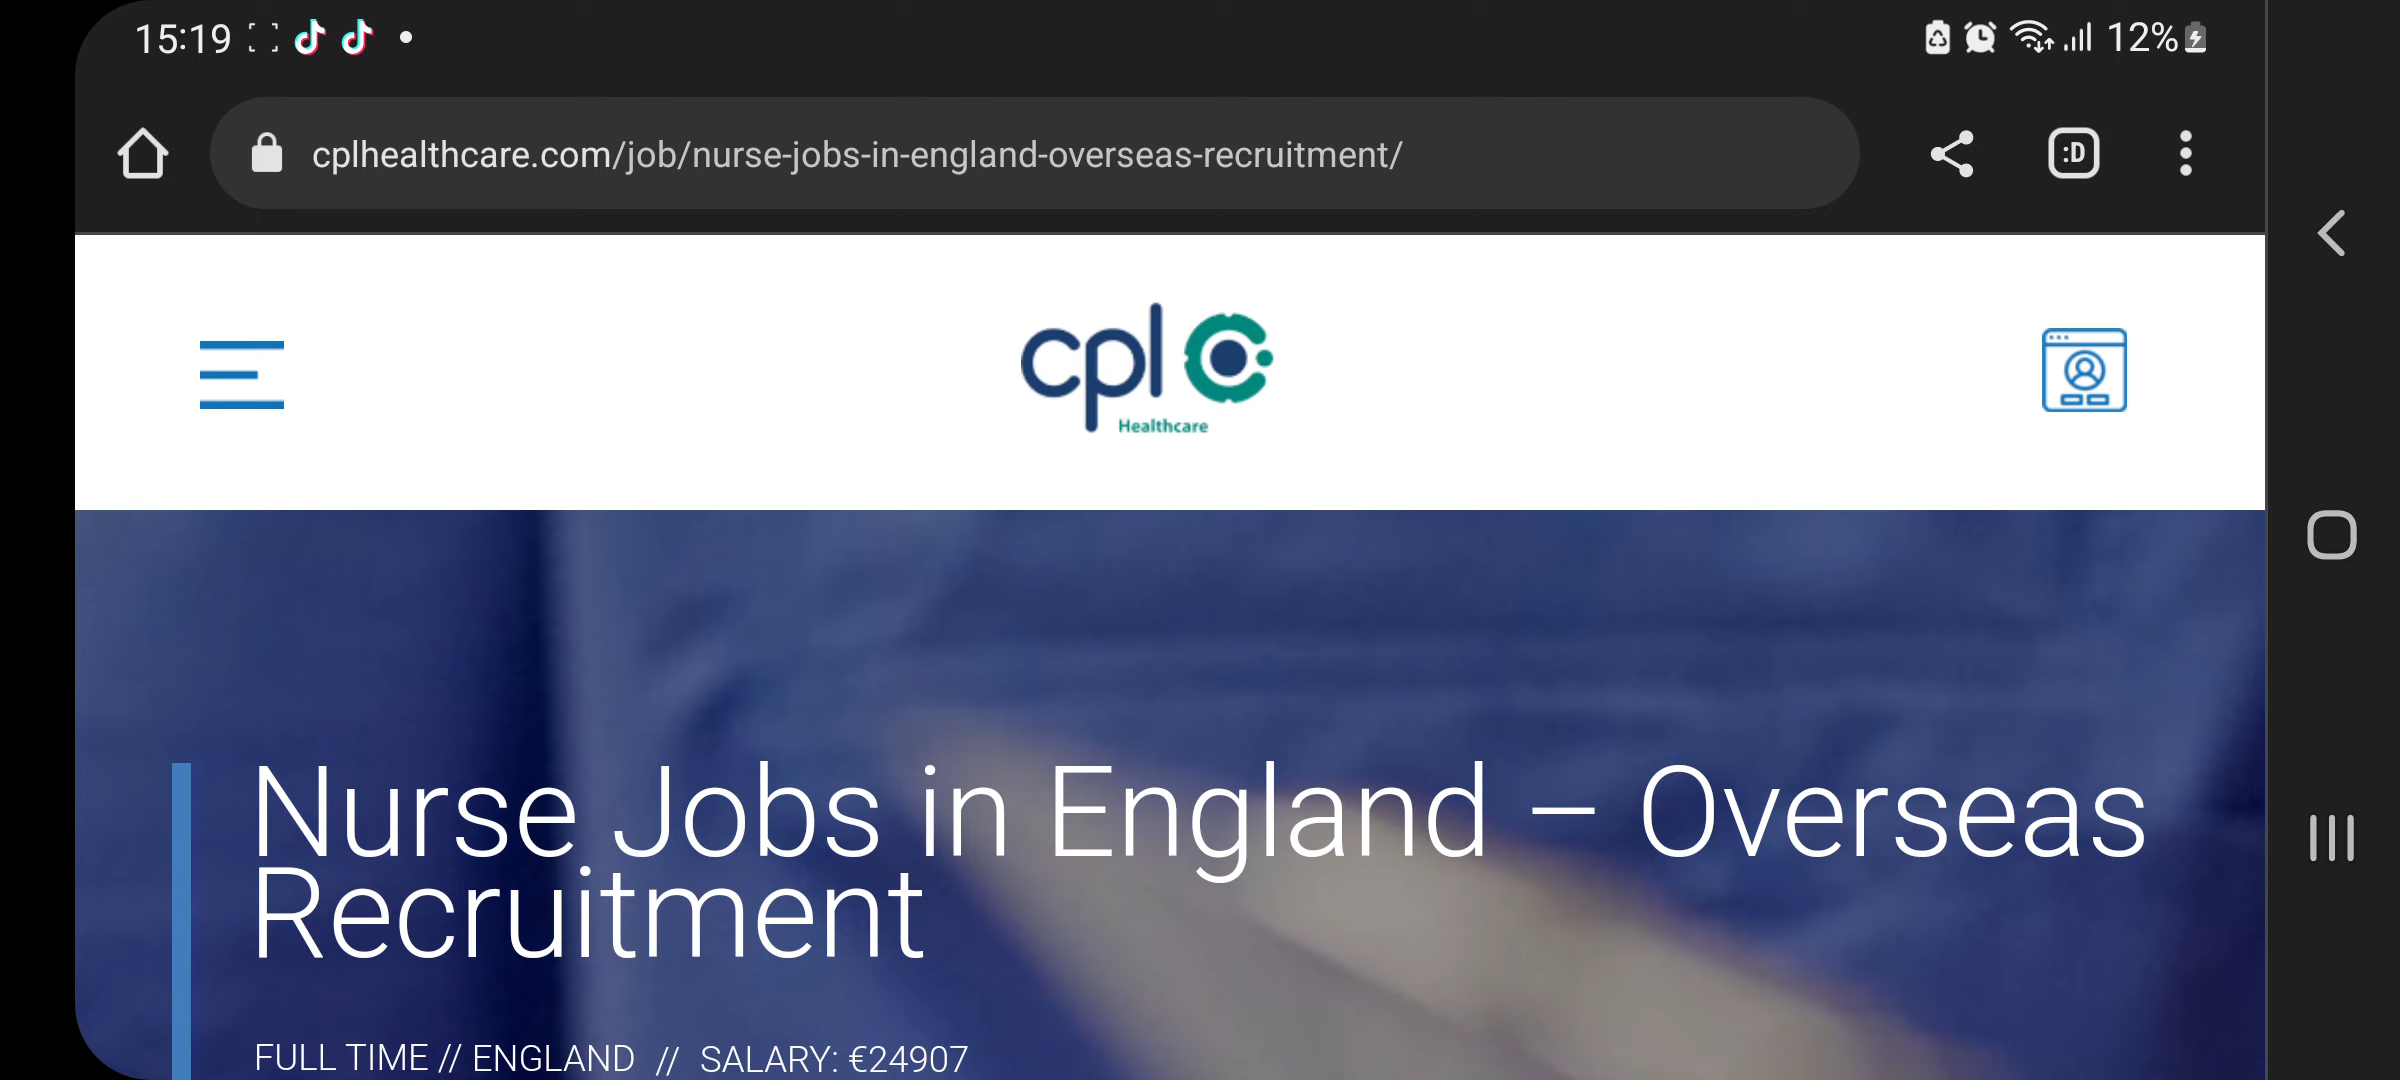 15:19
12%
cplhealthcare.com/job/nurse-jobs-in-england-overseas-recruitment/
:D
cpl
Healthcare
Nurse Jobs in England – Overseas
Recruitment
FULL TIME // ENGLAND // SALARY: €24907